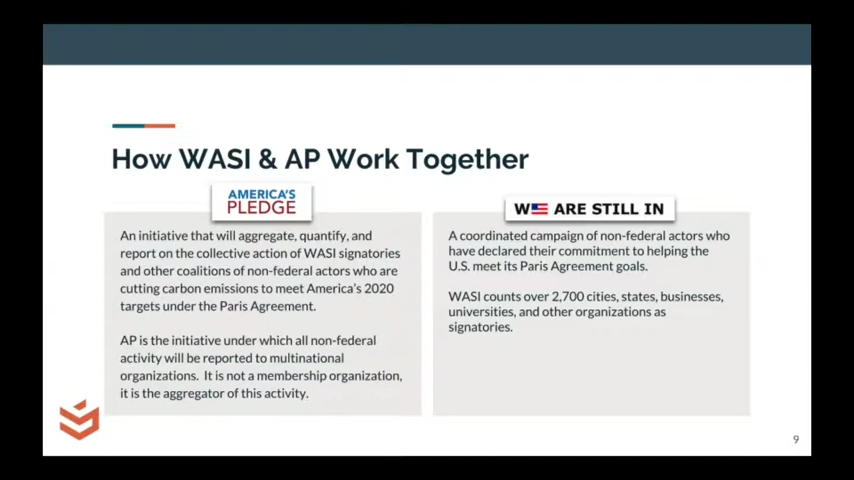 How WASI & AP Work Together
AMERICA'S
PLEDGE
An initiative that will aggregate, quantify, and
report on the collective action of WASI signatories
and other coalitions of non-federal actors who are
cutting carbon emissions to meet America's 2020
targets under the Paris Agreement.
AP is the initiative under which all non-federal
activity will be reported to multinational
organizations. It is not a membership organization,
it is the aggregator of this activity.
WE ARE STILL IN
A coordinated campaign of non-federal actors who
have declared their commitment to helping the
U.S. meet its Paris Agreement goals.
WASI counts over 2,700 cities, states, businesses,
universities, and other organizations as
signatories.
9